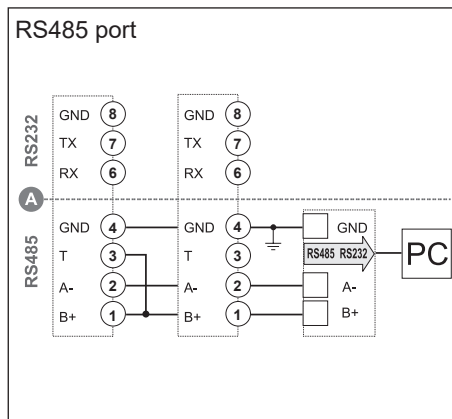 RS485 port
RS232
GND 8 GND 8
TX 7 TX 7
RX 6 RX 6
A
RS485
GND 4 GND 4 GND
T 3 T 3 RS485 RS232 PC
A- 2 A- 2 A-
B+ 1 B+ 1 B+